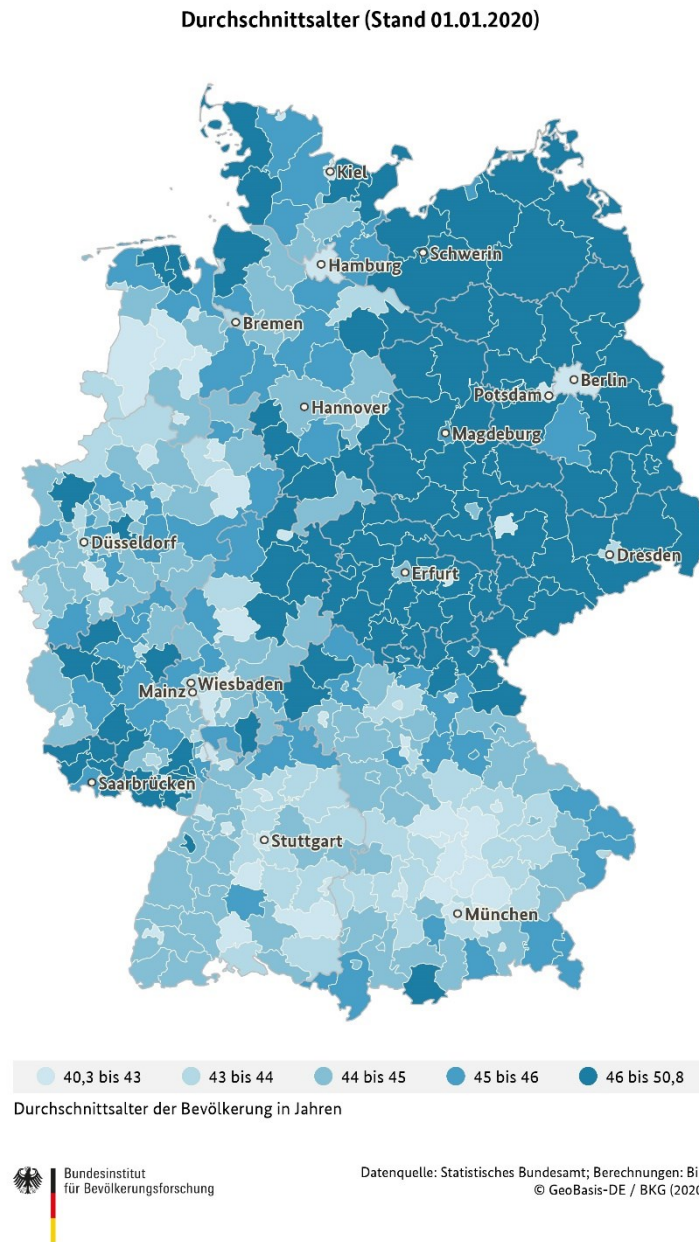 Durchschnittsalter (Stand 01.01.2020)
Kiel
Schwerin
Hamburg
Bremen
Berlin
Potsdam
Hannover
Magdeburg
Düsseldorf
Dresden
Erfurt
Wiesbaden
Mainz
Saarbrücken
Stuttgart
München
40,3 bis 43
43 bis 44
44 bis 45
45 bis 46
46 bis 50,8
Durchschnittsalter der Bevölkerung in Jahren
Bundesinstitut
für Bevölkerungsforschung
Datenquelle: Statistisches Bundesamt; Berechnungen: Bi
© GeoBasis-DE / BKG (2020